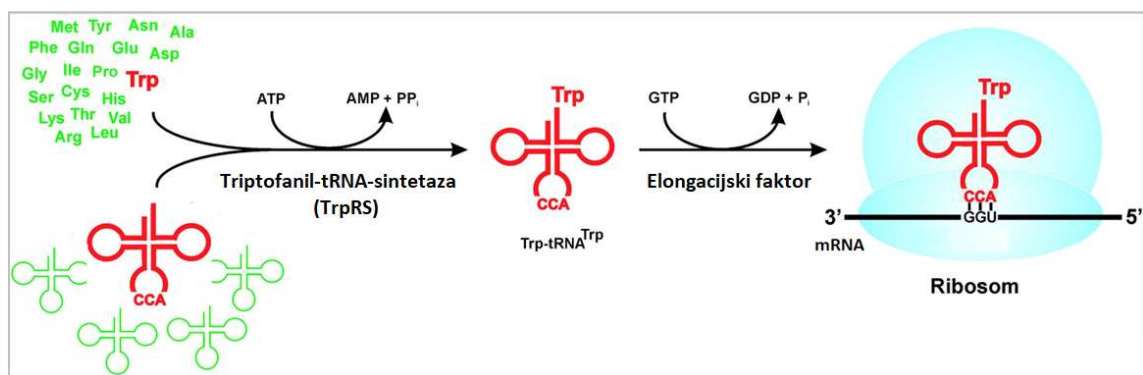 Met Tyr Asn Ala
Phe Gln Glu Asp
Gly Ile Pro Trp
Ser Cys His
Lys Thr Val
Arg Leu
CCA
ATP
AMP + PPi
Triptofanil-tRNA-sintetaza
(TrpRS)
Trp
CCA
Trp-tRNATrp
GTP
GDP + Pi
Elongacijski faktor
Trp
CCA
GGU
3’
5’
mRNA
Ribosom